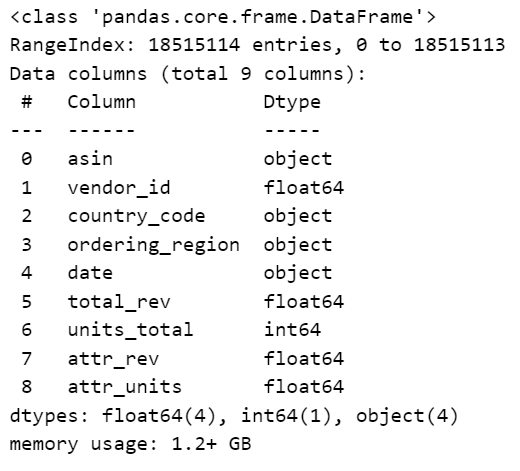 <class 'pandas.core.frame.DataFrame'>
RangeIndex: 18515114 entries, 0 to 18515113
Data columns (total 9 columns):
 #   Column           Dtype
---  ------           -----
 0   asin             object
 1   vendor_id        float64
 2   country_code     object
 3   ordering_region  object
 4   date             object
 5   total_rev        float64
 6   units_total      int64
 7   attr_rev         float64
 8   attr_units       float64
dtypes: float64(4), int64(1), object(4)
memory usage: 1.2+ GB